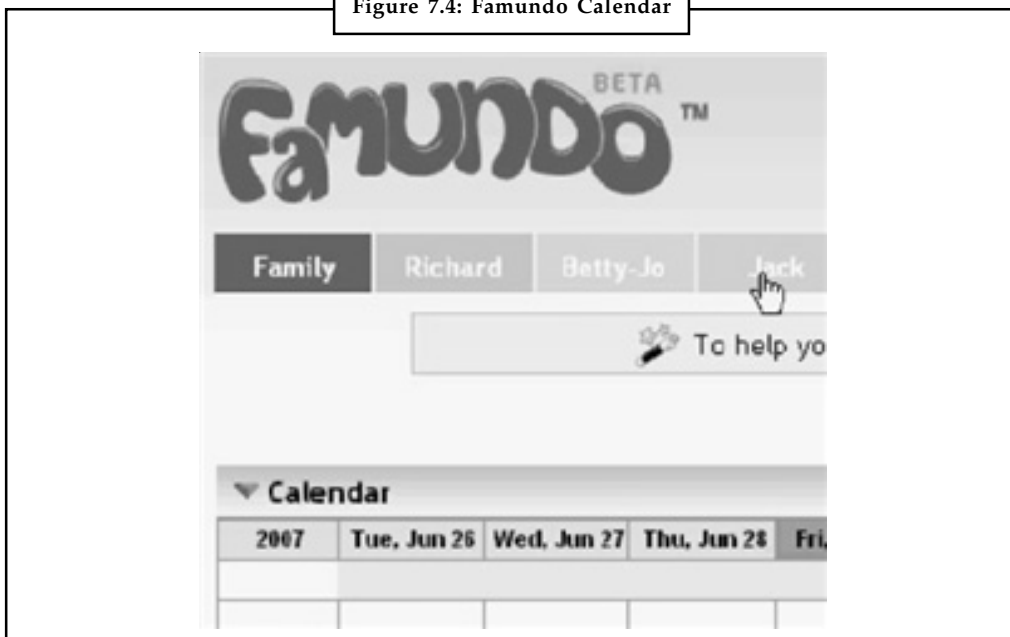 Figure 7.4: Famundo Calendar
FaMUNDO BETA TM
Family Richard Betty-Jo Jack
To help yo
Calendar
2007 Tue, Jun 26 Wed, Jun 27 Thu, Jun 28 Fri,